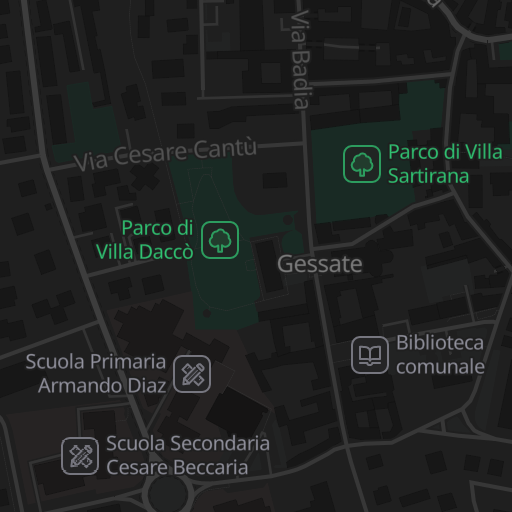 Via Badia
Via Cesare Cantù
Parco di Villa
Sartirana
Parco di
Villa Daccò
Gessate
Biblioteca
comunale
Scuola Primaria
Armando Diaz
Scuola Secondaria
Cesare Beccaria